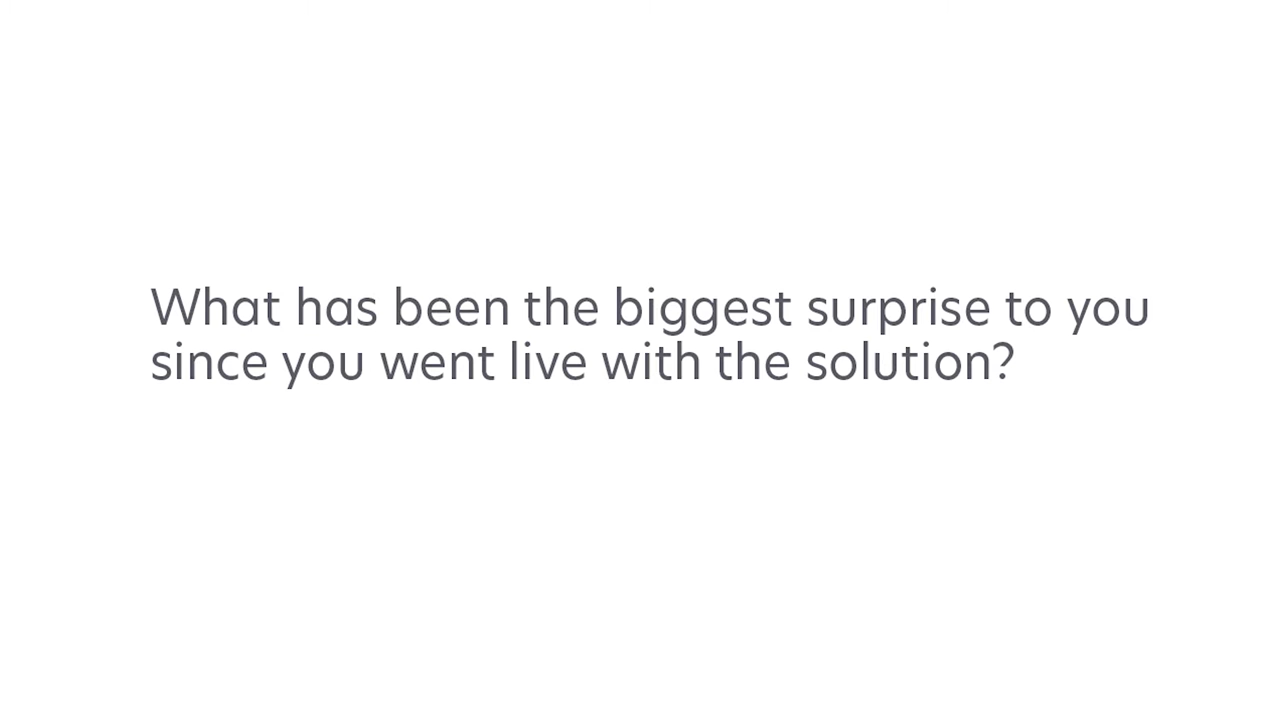 What has been the biggest surprise to you
since you went live with the solution?